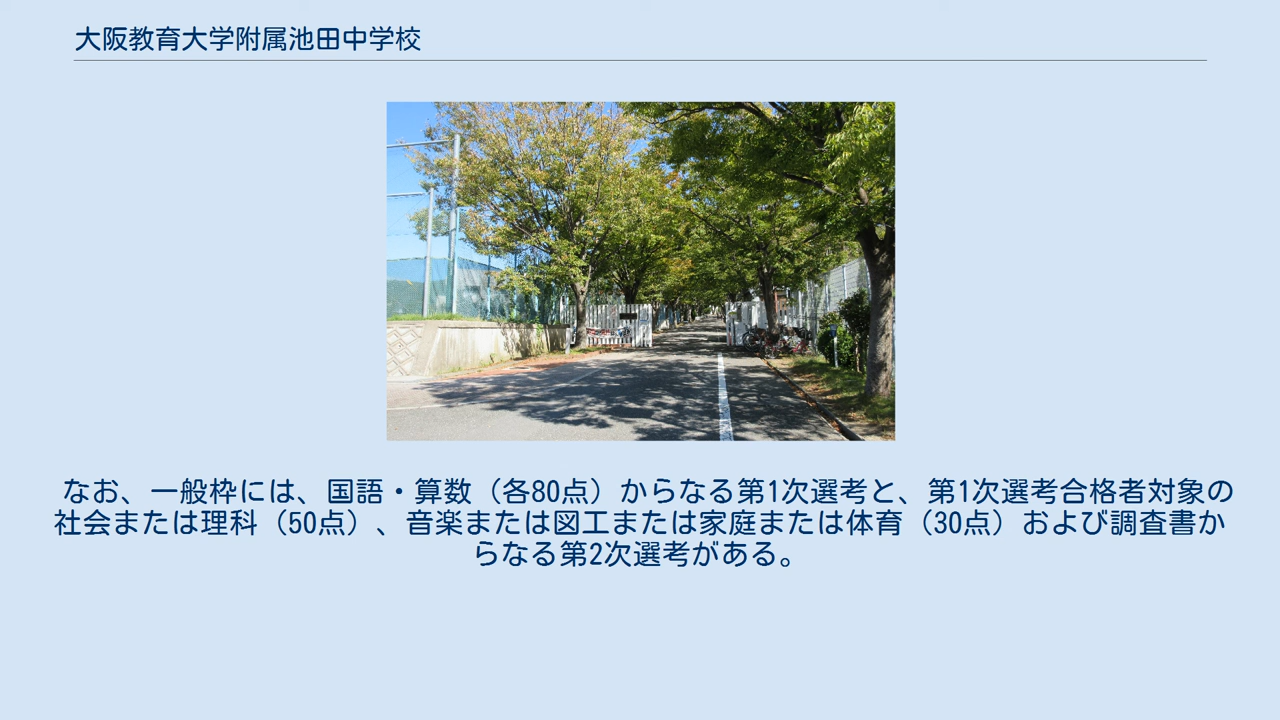 大阪教育大学附属池田中学校
なお、一般枠には、国語・算数（各80点）からなる第1次選考と、第1次選考合格者対象の
社会または理科（50点）、音楽または図工または家庭または体育（30点）および調査書か
らなる第2次選考がある。